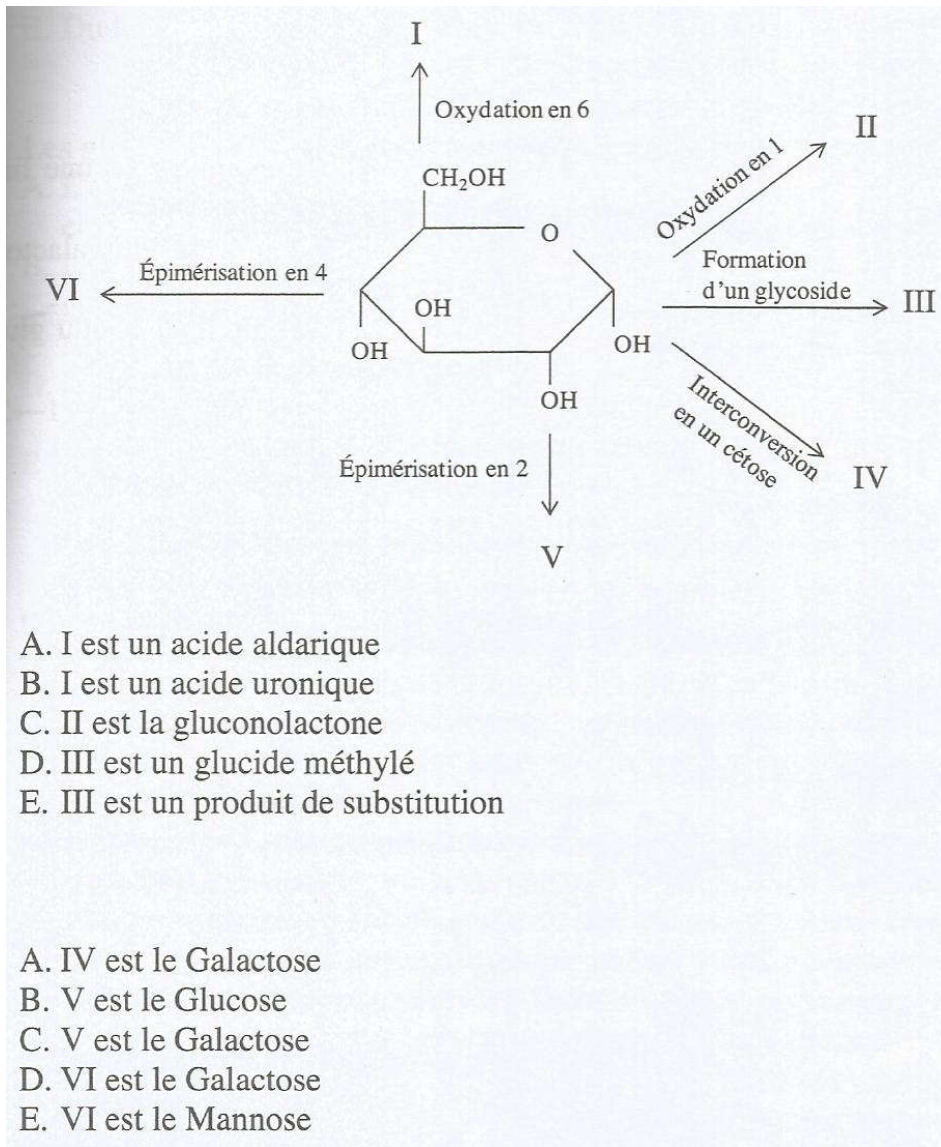 I
Oxydation en 6
II
Oxydation en 1
CH₂OH
O
Formation
d'un glycoside
III
Épimérisation en 4
VI
OH
OH
OH
OH
Interconversion
en un cétose
IV
Épimérisation en 2
V
A. I est un acide aldarique
B. I est un acide uronique
C. II est la gluconolactone
D. III est un glucide méthylé
E. III est un produit de substitution
A. IV est le Galactose
B. V est le Glucose
C. V est le Galactose
D. VI est le Galactose
E. VI est le Mannose